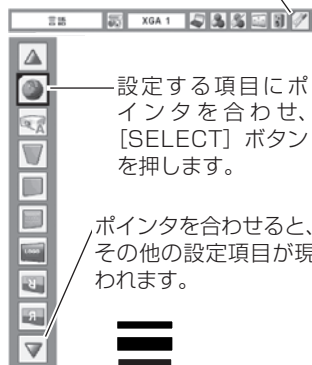 言語 XGA 1
設定する項目にポ
インタを合わせ、
［SELECT］ボタン
を押します。
ポインタを合わせると、
その他の設定項目が現
われます。